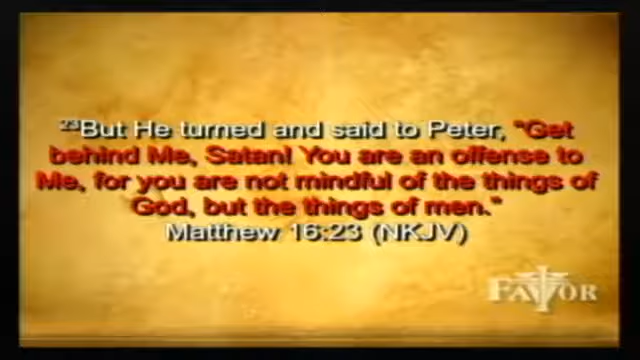 ²³But He turned and said to Peter, "Get
behind Me, Satan! You are an offense to
Me, for you are not mindful of the things of
God, but the things of men."
Matthew 16:23 (NKJV)
FAVOR